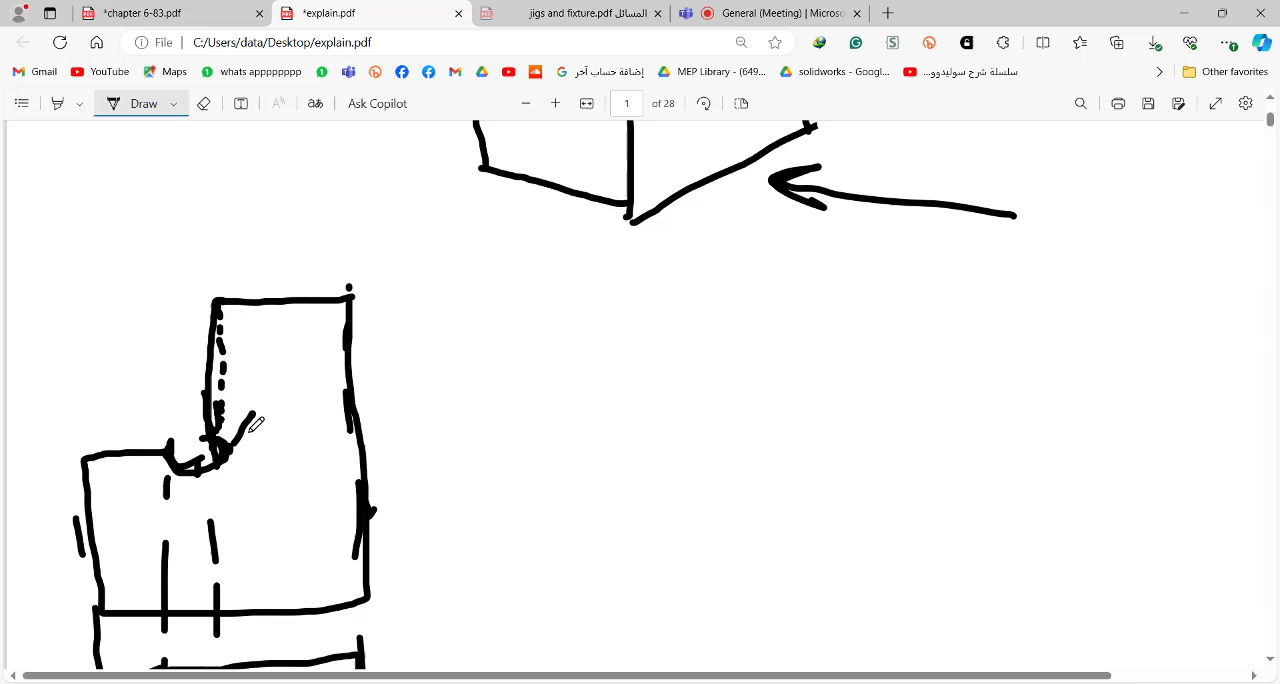 *chapter 6-83.pdf
*explain.pdf
jigs and fixture.pdf المسائل
General (Meeting) | Microso
File
C:/Users/data/Desktop/explain.pdf
Gmail
YouTube
Maps
whats apppppppp
إضافة حساب آخر
MEP Library - (649...
solidworks - Googl...
سلسلة شرح سوليدوو...
Other favorites
Draw
Ask Copilot
1
of 28